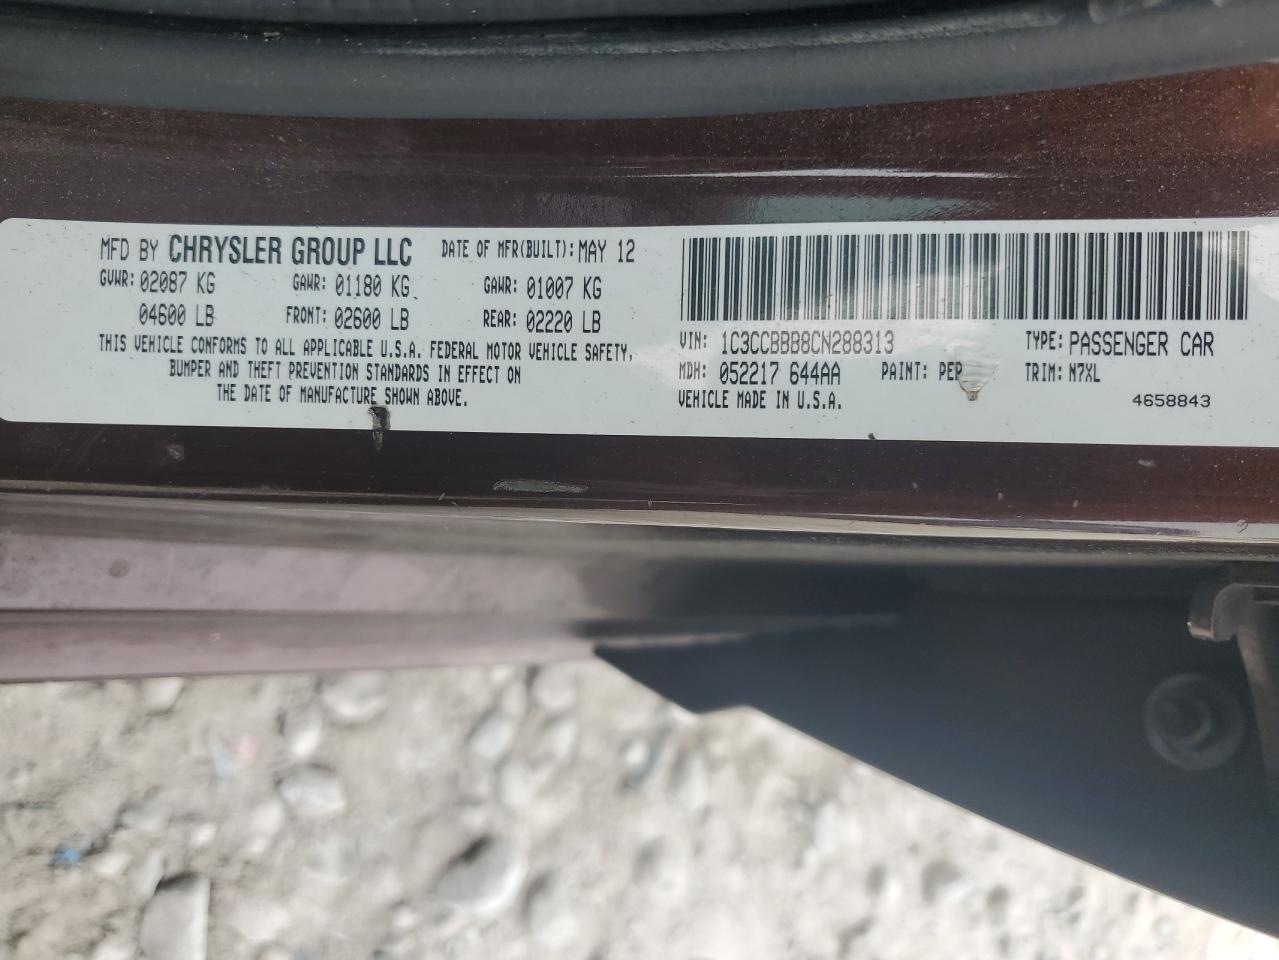 MFD BY CHRYSLER GROUP LLC DATE OF MFR(BUILT): MAY 12
GVWR: 02087 KG GAWR: 01180 KG GAWR: 01007 KG
04600 LB FRONT: 02600 LB REAR: 02220 LB
THIS VEHICLE CONFORMS TO ALL APPLICABLE U.S.A. FEDERAL MOTOR VEHICLE SAFETY,
BUMPER AND THEFT PREVENTION STANDARDS IN EFFECT ON
THE DATE OF MANUFACTURE SHOWN ABOVE.
VIN: 1C3CCBBB8CN288313 TYPE: PASSENGER CAR
MDH: 052217 644AA PAINT: PEP TRIM: N7XL
VEHICLE MADE IN U.S.A. 4658843